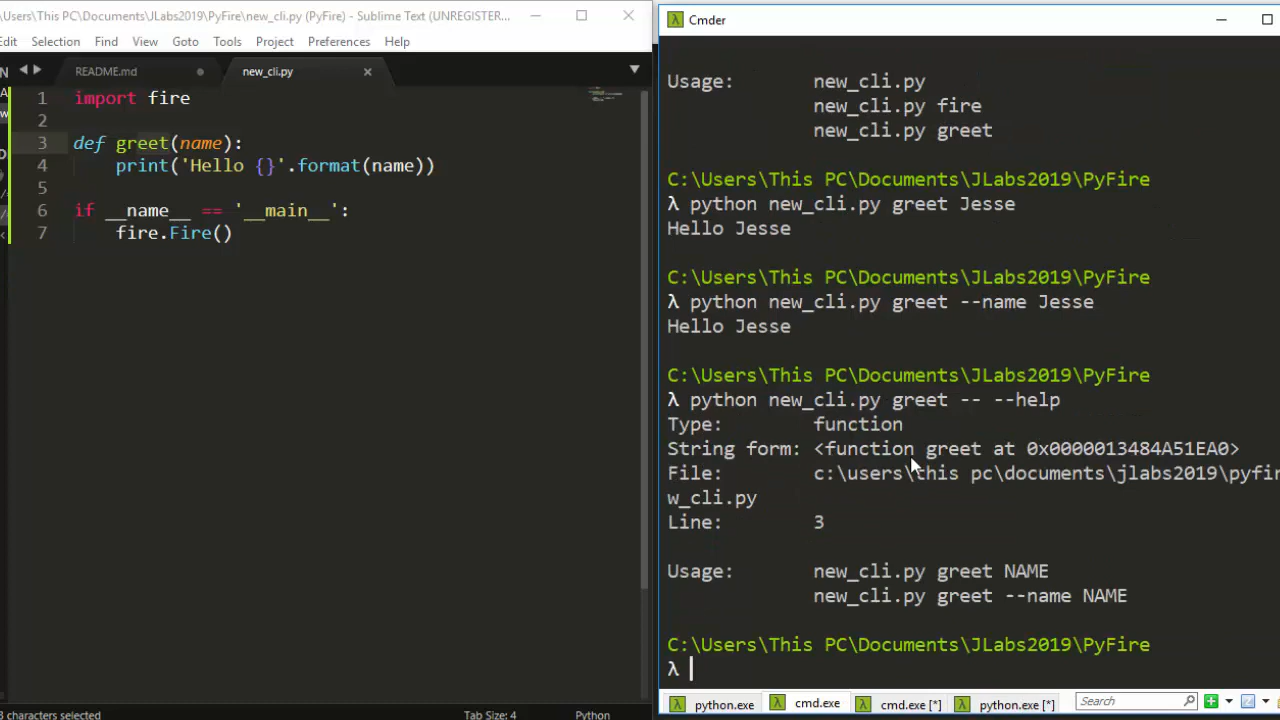 \Users\This PC\Documents\JLabs2019\PyFire\new_cli.py (PyFire) - Sublime Text (UNREGISTER...
Edit Selection Find View Goto Tools Project Preferences Help
README.md new_cli.py
1 import fire
2
3 def greet(name):
4 print('Hello {}'.format(name))
5
6 if __name__ == '__main__':
7 fire.Fire()
3 characters selected Tab Size: 4 Python
Cmder
Usage: new_cli.py
new_cli.py fire
new_cli.py greet
C:\Users\This PC\Documents\JLabs2019\PyFire
λ python new_cli.py greet Jesse
Hello Jesse
C:\Users\This PC\Documents\JLabs2019\PyFire
λ python new_cli.py greet --name Jesse
Hello Jesse
C:\Users\This PC\Documents\JLabs2019\PyFire
λ python new_cli.py greet -- --help
Type: function
String form: <function greet at 0x0000013484A51EA0>
File: c:\users\this pc\documents\jlabs2019\pyfir
w_cli.py
Line: 3
Usage: new_cli.py greet NAME
new_cli.py greet --name NAME
C:\Users\This PC\Documents\JLabs2019\PyFire
λ
python.exe cmd.exe cmd.exe [*] python.exe [*] Search